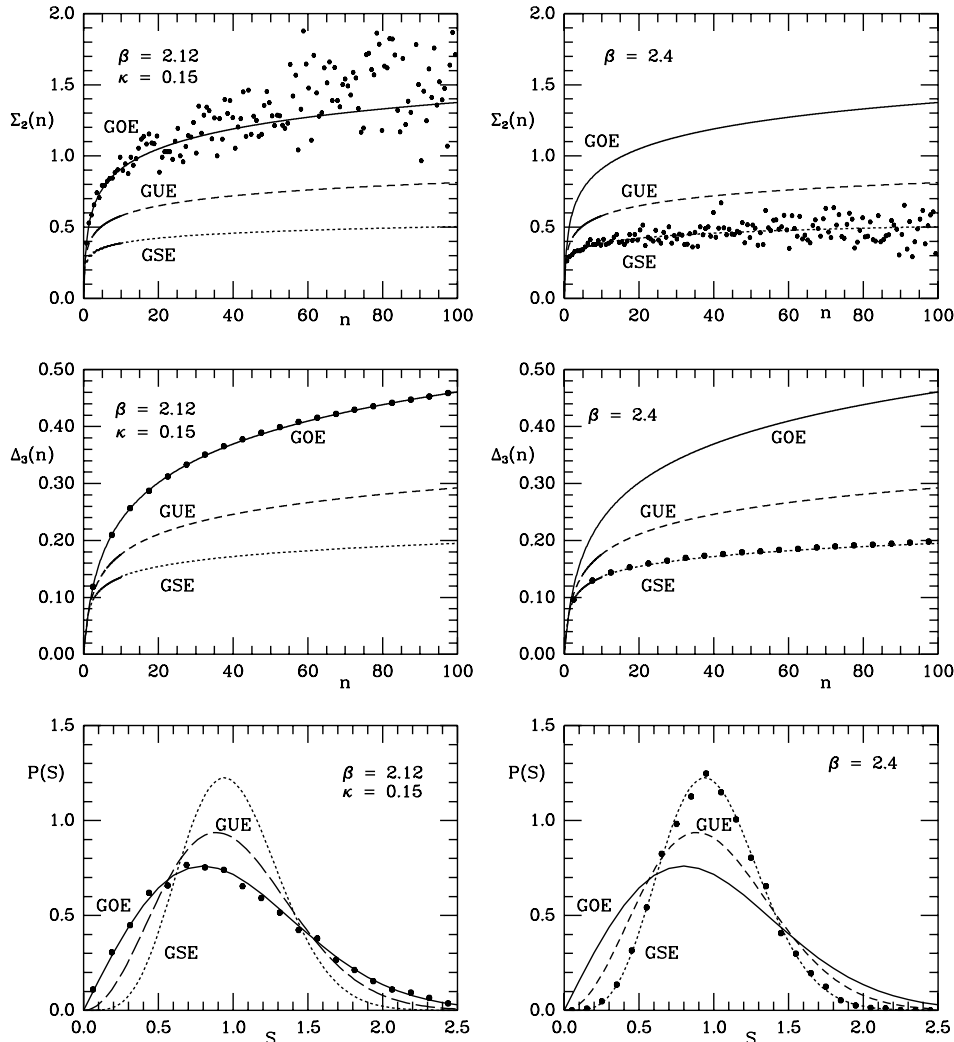 2.0
1.5
1.0
0.5
0.0
Σ₂(n)
β = 2.12
κ = 0.15
GOE
GUE
GSE
0 20 40 60 80 100
n
2.0
1.5
1.0
0.5
0.0
Σ₂(n)
β = 2.4
GOE
GUE
GSE
0 20 40 60 80 100
n
0.50
0.40
0.30
0.20
0.10
0.00
Δ₃(n)
β = 2.12
κ = 0.15
GOE
GUE
GSE
0 20 40 60 80 100
n
0.50
0.40
0.30
0.20
0.10
0.00
Δ₃(n)
β = 2.4
GOE
GUE
GSE
0 20 40 60 80 100
n
1.5
1.0
0.5
0.0
P(S)
β = 2.12
κ = 0.15
GUE
GOE
GSE
0.0 0.5 1.0 1.5 2.0 2.5
S
1.5
1.0
0.5
0.0
P(S)
β = 2.4
GUE
GOE
GSE
0.0 0.5 1.0 1.5 2.0 2.5
S